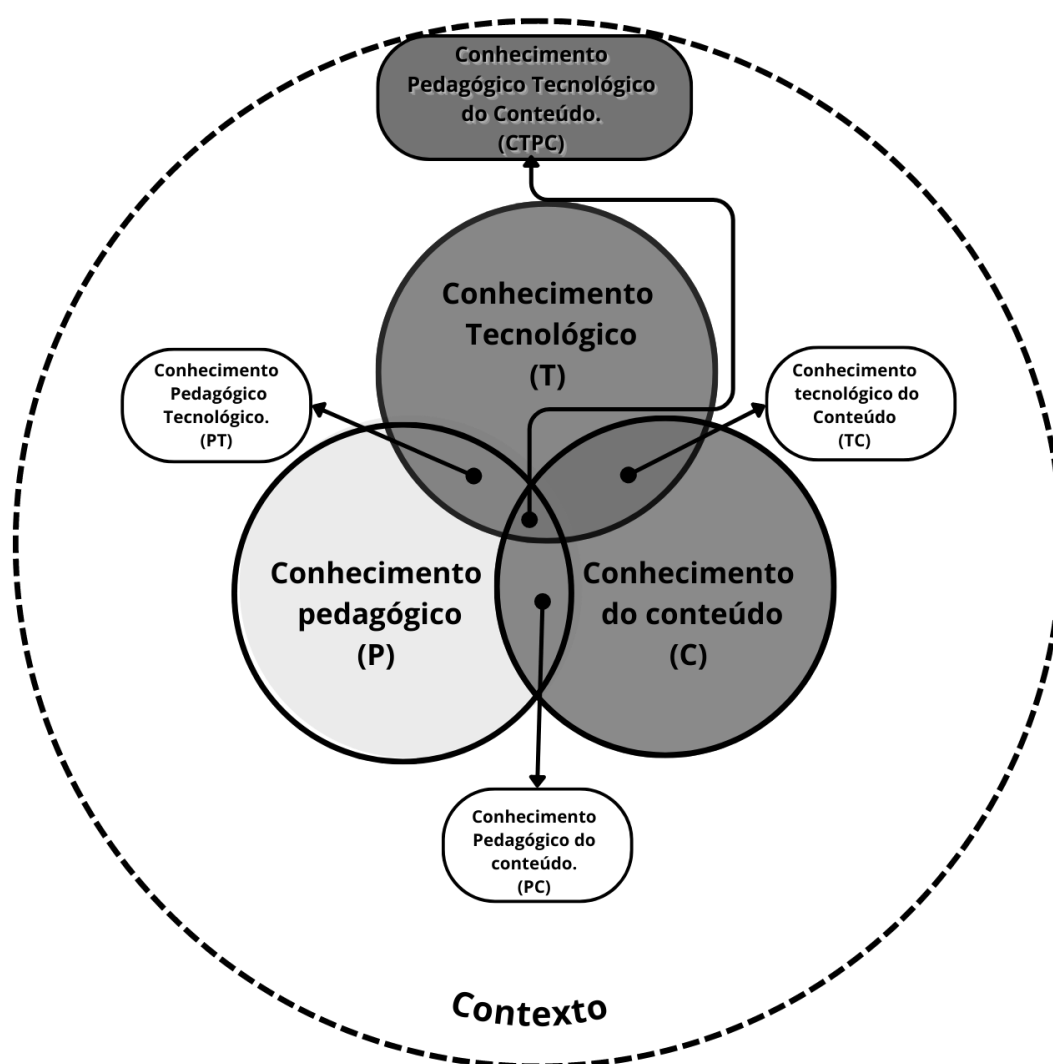 Conhecimento
Pedagógico Tecnológico
do Conteúdo.
(CTPC)
Conhecimento
Tecnológico
(T)
Conhecimento
Pedagógico
Tecnológico.
(PT)
Conhecimento
tecnológico do
Conteúdo
(TC)
Conhecimento
pedagógico
(P)
Conhecimento
do conteúdo
(C)
Conhecimento
Pedagógico do
conteúdo.
(PC)
Contexto